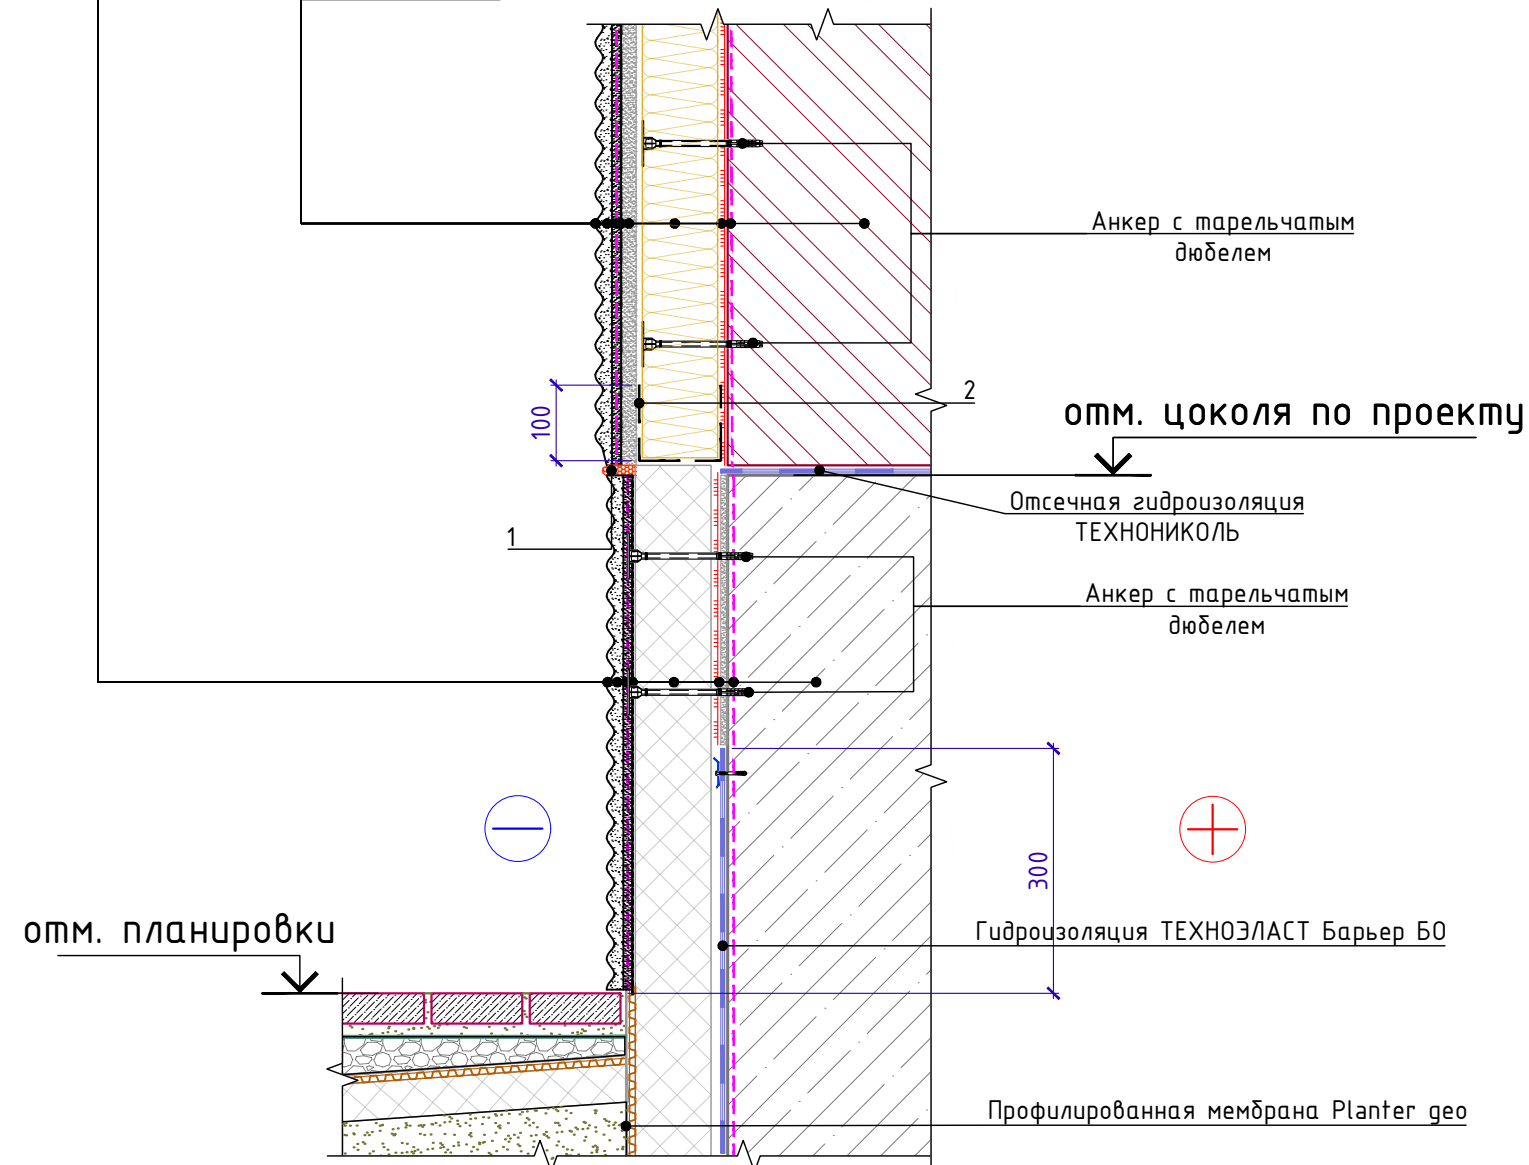 Анкер с тарельчатым
дюбелем
2
100
отм. цоколя по проекту
Отсечная гидроизоляция
ТЕХНОНИКОЛЬ
1
Анкер с тарельчатым
дюбелем
300
отм. планировки
Гидроизоляция ТЕХНОЭЛАСТ Барьер БО
Профилированная мембрана Planter geo